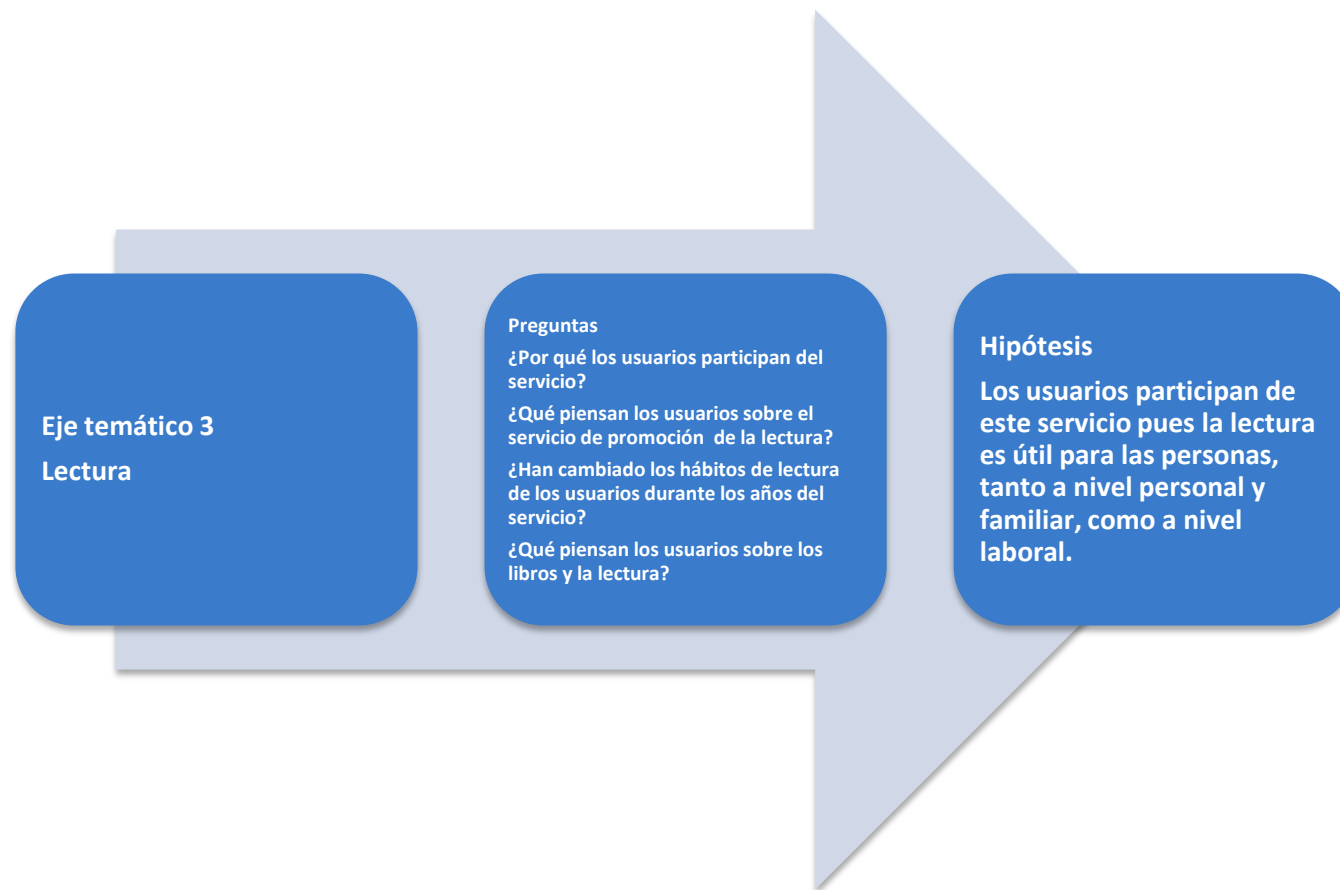 Eje temático 3
Lectura
Preguntas
¿Por qué los usuarios participan del
servicio?
¿Qué piensan los usuarios sobre el
servicio de promoción  de la lectura?
¿Han cambiado los hábitos de lectura
de los usuarios durante los años del
servicio?
¿Qué piensan los usuarios sobre los
libros y la lectura?
Hipótesis
Los usuarios participan de
este servicio pues la lectura
es útil para las personas,
tanto a nivel personal y
familiar, como a nivel
laboral.